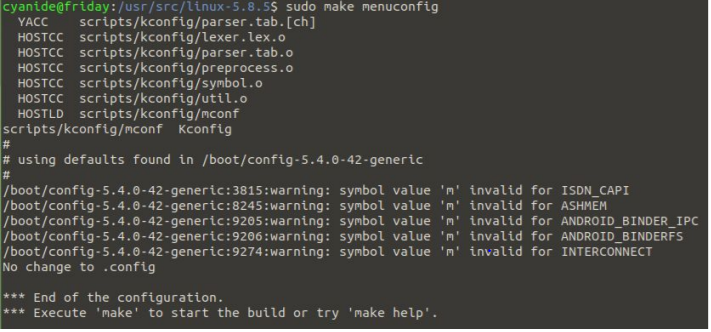 cyanide@friday:/usr/src/linux-5.8.5$ sudo make menuconfig
  YACC    scripts/kconfig/parser.tab.[ch]
  HOSTCC  scripts/kconfig/lexer.lex.o
  HOSTCC  scripts/kconfig/parser.tab.o
  HOSTCC  scripts/kconfig/preprocess.o
  HOSTCC  scripts/kconfig/symbol.o
  HOSTCC  scripts/kconfig/util.o
  HOSTLD  scripts/kconfig/mconf
scripts/kconfig/mconf  Kconfig
#
# using defaults found in /boot/config-5.4.0-42-generic
#
/boot/config-5.4.0-42-generic:3815:warning: symbol value 'm' invalid for ISDN_CAPI
/boot/config-5.4.0-42-generic:8245:warning: symbol value 'm' invalid for ASHMEM
/boot/config-5.4.0-42-generic:9205:warning: symbol value 'm' invalid for ANDROID_BINDER_IPC
/boot/config-5.4.0-42-generic:9206:warning: symbol value 'm' invalid for ANDROID_BINDERFS
/boot/config-5.4.0-42-generic:9274:warning: symbol value 'm' invalid for INTERCONNECT
No change to .config

*** End of the configuration.
*** Execute 'make' to start the build or try 'make help'.